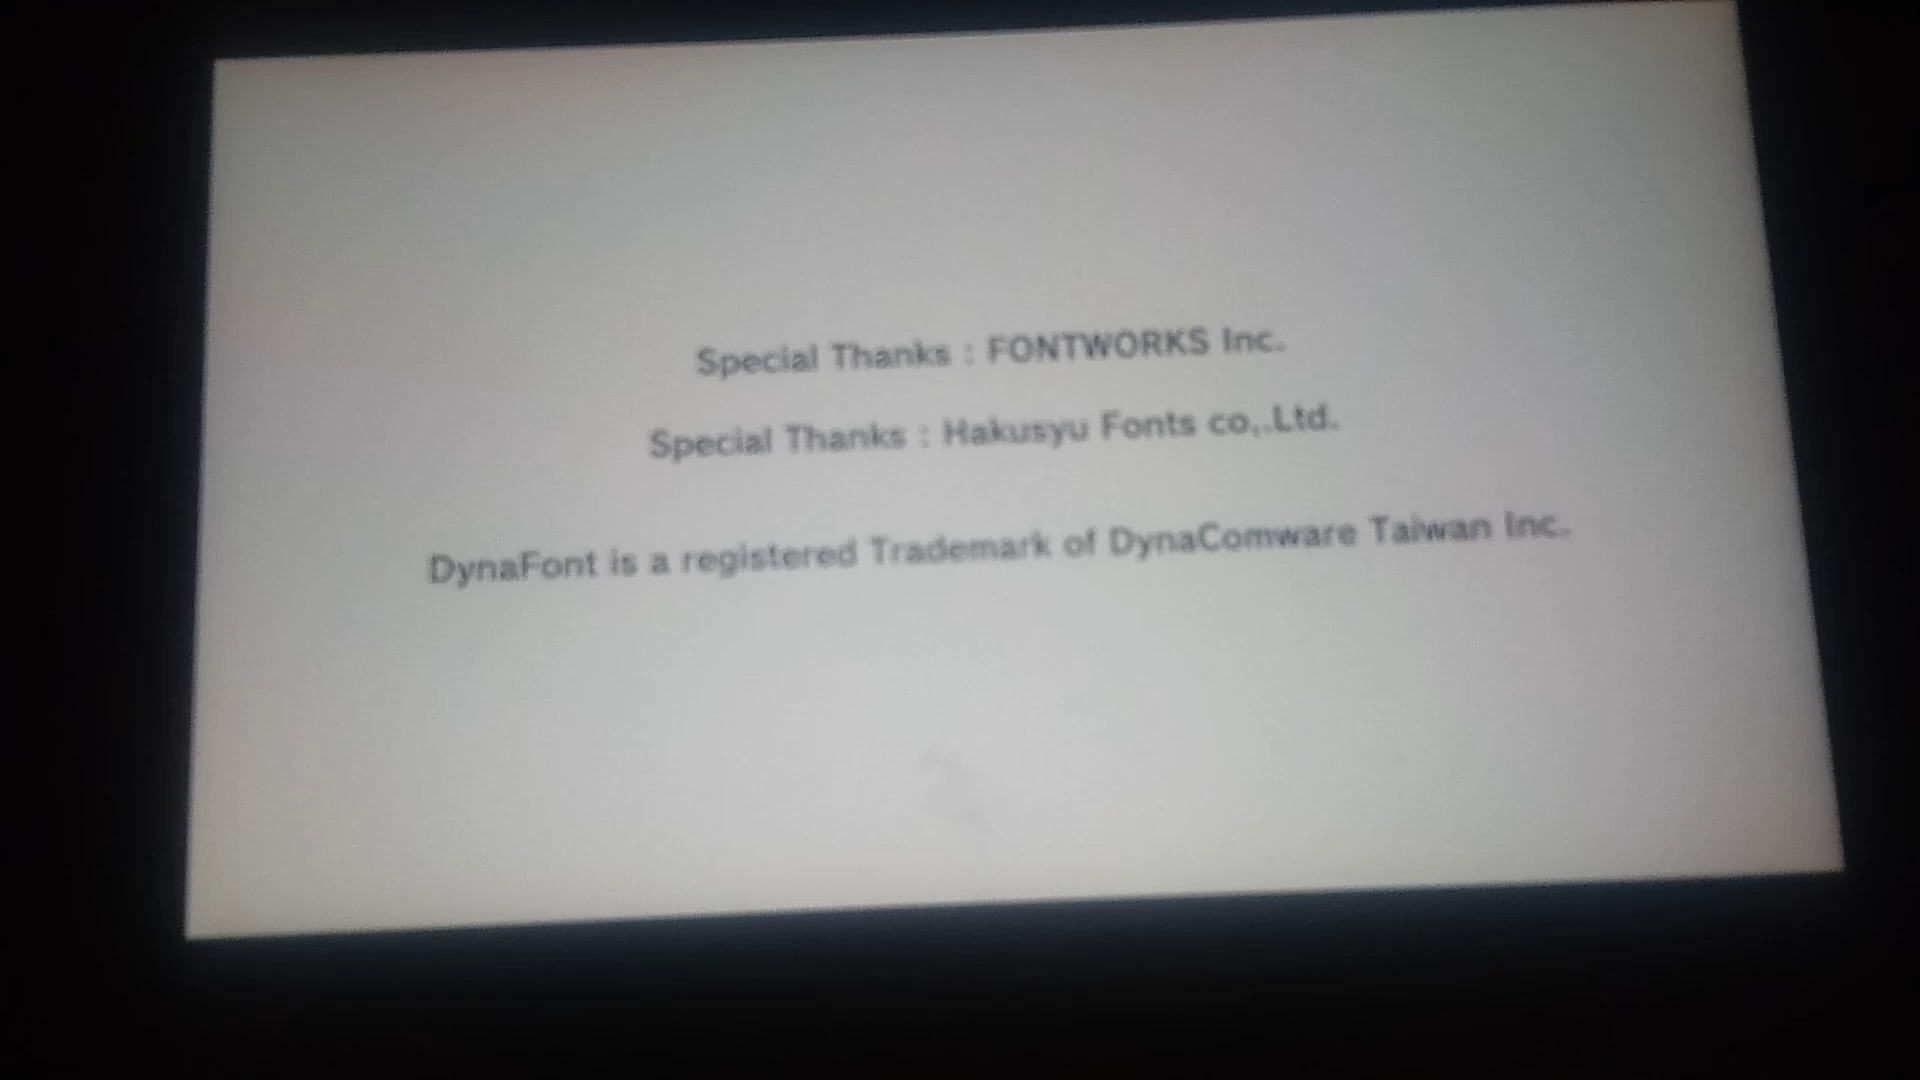 Special Thanks : FONTWORKS Inc.
Special Thanks : Hakusyu Fonts co,.Ltd.
DynaFont is a registered Trademark of DynaComware Taiwan Inc.